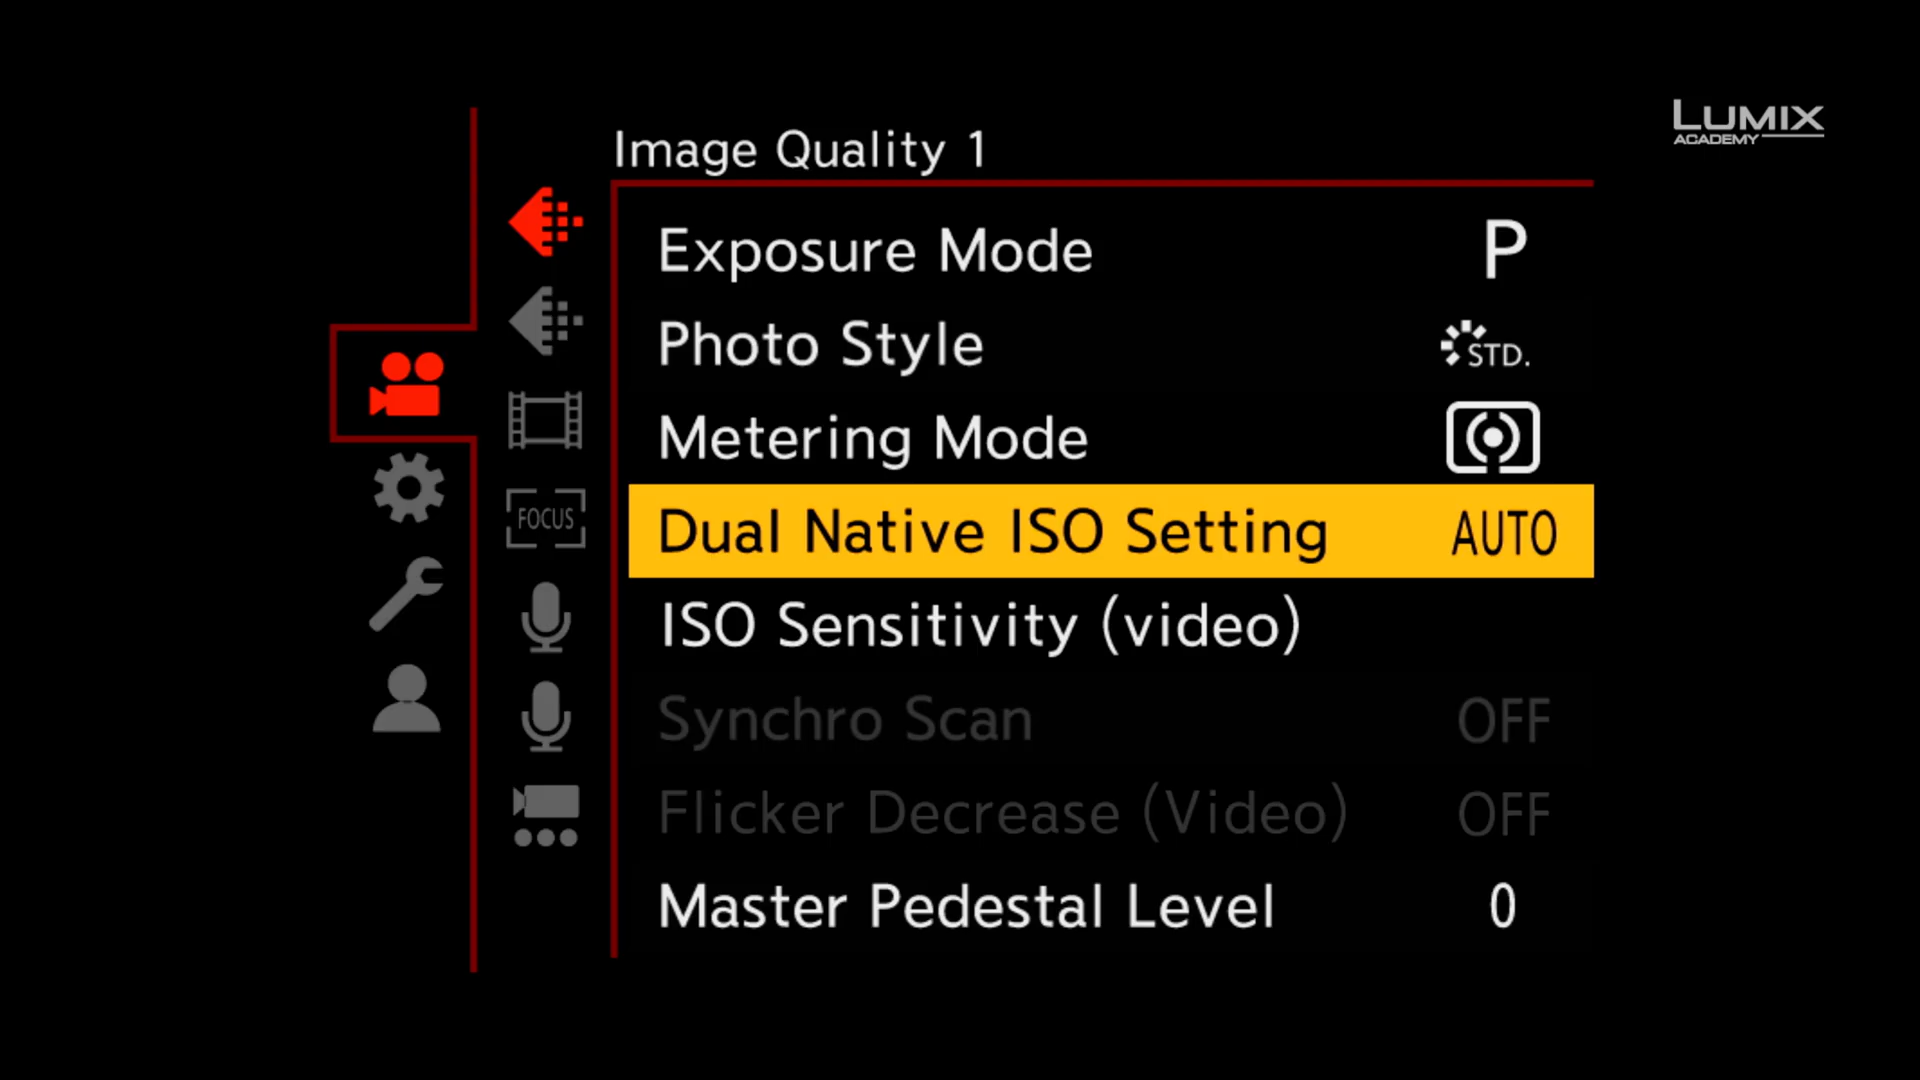 LUMIX
ACADEMY
Image Quality 1
Exposure Mode P
Photo Style STD.
Metering Mode
Dual Native ISO Setting AUTO
FOCUS
ISO Sensitivity (video)
Synchro Scan OFF
Flicker Decrease (Video) OFF
Master Pedestal Level 0